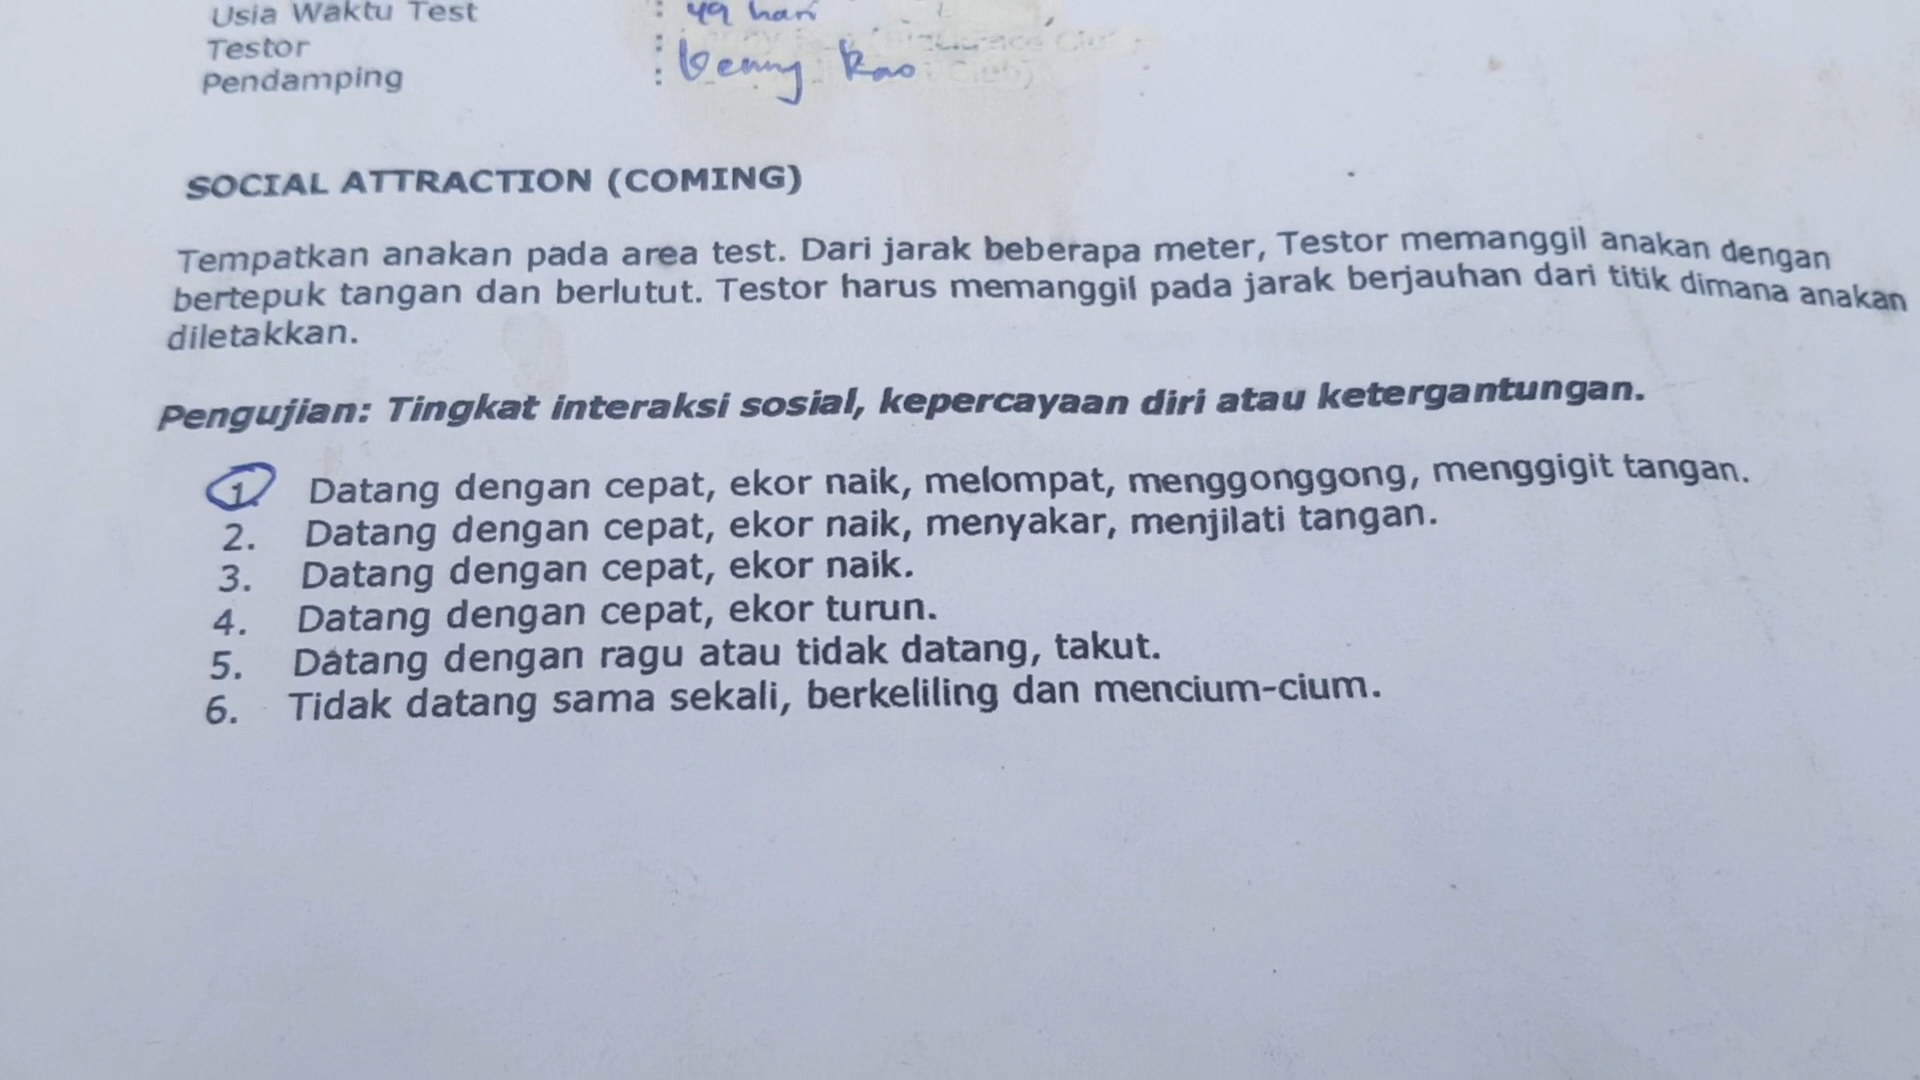 Usia Waktu Test : 49 hari
Testor :
Pendamping : Kao
SOCIAL ATTRACTION (COMING)
Tempatkan anakan pada area test. Dari jarak beberapa meter, Testor memanggil anakan dengan
bertepuk tangan dan berlutut. Testor harus memanggil pada jarak berjauhan dari titik dimana anakan
diletakkan.
Pengujian: Tingkat interaksi sosial, kepercayaan diri atau ketergantungan.
1. Datang dengan cepat, ekor naik, melompat, menggonggong, menggigit tangan.
2. Datang dengan cepat, ekor naik, menyakar, menjilati tangan.
3. Datang dengan cepat, ekor naik.
4. Datang dengan cepat, ekor turun.
5. Datang dengan ragu atau tidak datang, takut.
6. Tidak datang sama sekali, berkeliling dan mencium-cium.